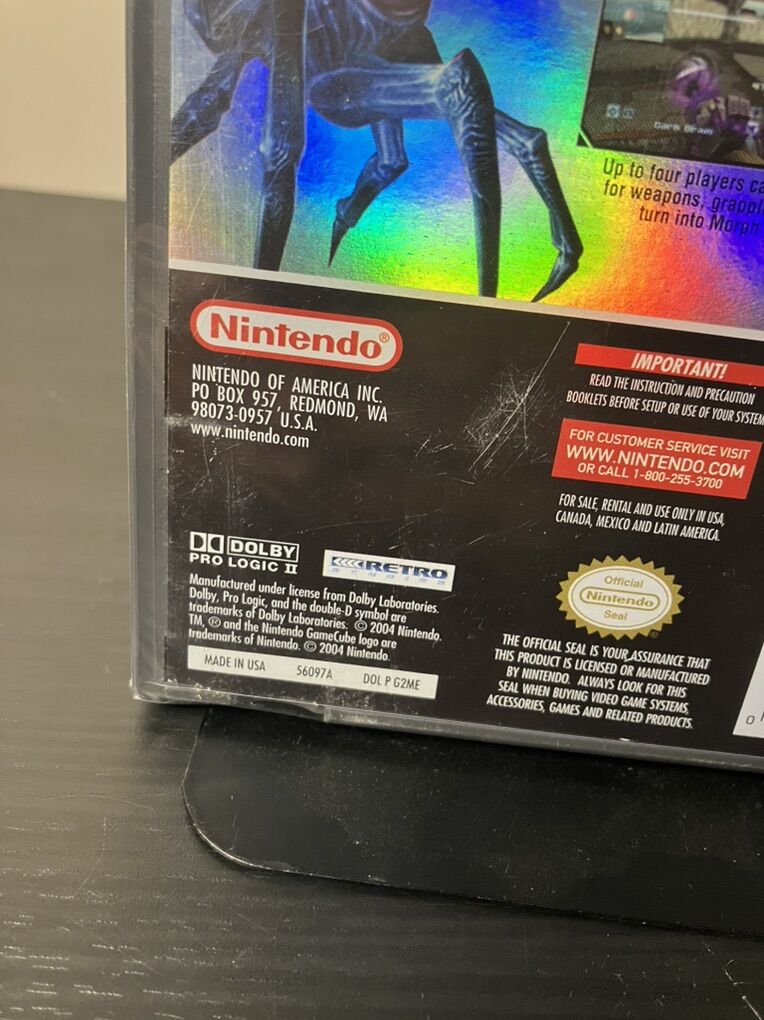 Dark Beam
Up to four players ca
for weapons, grappl
turn into Morph
Nintendo®
NINTENDO OF AMERICA INC.
PO BOX 957, REDMOND, WA
98073-0957 U.S.A.
www.nintendo.com
IMPORTANT!
READ THE INSTRUCTION AND PRECAUTION
BOOKLETS BEFORE SETUP OR USE OF YOUR SYSTEM
FOR CUSTOMER SERVICE VISIT
WWW.NINTENDO.COM
OR CALL 1-800-255-3700
FOR SALE, RENTAL AND USE ONLY IN USA,
CANADA, MEXICO AND LATIN AMERICA.
DOLBY
PRO LOGIC II
RETRO
STUDIOS
Manufactured under license from Dolby Laboratories.
Dolby, Pro Logic, and the double-D symbol are
trademarks of Dolby Laboratories. © 2004 Nintendo.
TM, ® and the Nintendo GameCube logo are
trademarks of Nintendo. © 2004 Nintendo.
MADE IN USA 56097A DOL P G2ME
Official
Nintendo
Seal
THE OFFICIAL SEAL IS YOUR ASSURANCE THAT
THIS PRODUCT IS LICENSED OR MANUFACTURED
BY NINTENDO. ALWAYS LOOK FOR THIS
SEAL WHEN BUYING VIDEO GAME SYSTEMS,
ACCESSORIES, GAMES AND RELATED PRODUCTS.
0